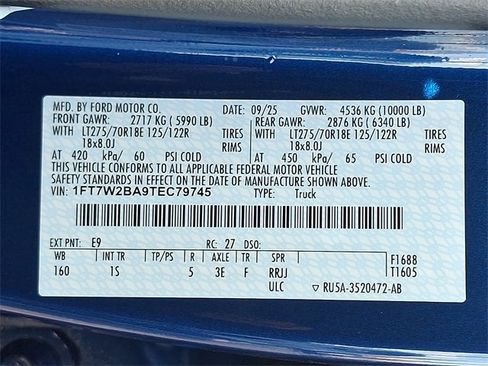 MFD. BY FORD MOTOR CO. DATE: 09/25 GVWR: 4536 KG (10000 LB)
FRONT GAWR: 2717 KG ( 5990 LB) REAR GAWR: 2876 KG ( 6340 LB)
WITH LT275/70R18E 125/122R TIRES WITH LT275/70R18E 125/122R TIRES
18x8.0J RIMS 18x8.0J RIMS
AT 420 kPa/ 60 PSI COLD AT 450 kPa/ 65 PSI COLD
THIS VEHICLE CONFORMS TO ALL APPLICABLE FEDERAL MOTOR VEHICLE
SAFETY STANDARDS IN EFFECT ON THE DATE OF MANUFACTURE SHOWN ABOVE.
VIN: 1FT7W2BA9TEC79745 TYPE: Truck
EXT PNT: E9 RC: 27 DSO:
WB INT TR TP/PS R AXLE TR SPR F1688
160 1S 5 3E F RRJJ T1605
ULC ▽ RU5A-3520472-AB